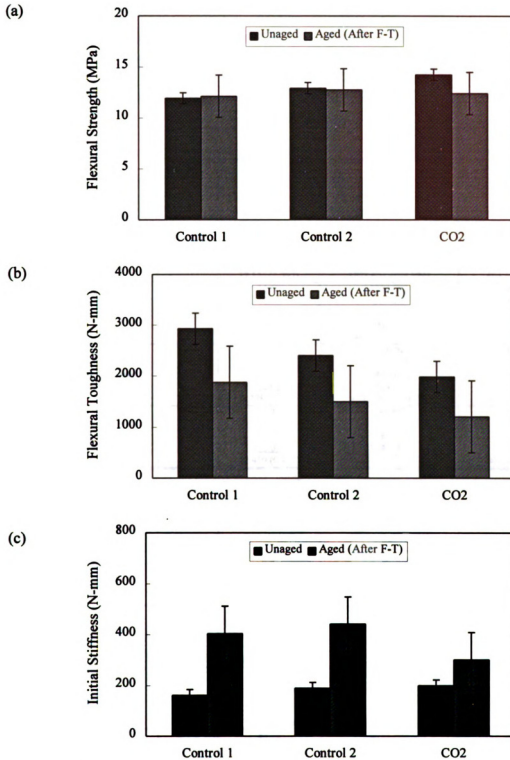 (a)
20
Unaged Aged (After F-T)
15
10
5
0
Flexural Strength (MPa)
Control 1 Control 2 CO2
(b)
4000
Unaged Aged (After F-T)
3000
2000
1000
0
Flexural Toughness (N-mm)
Control 1 Control 2 CO2
(c)
800
Unaged Aged (After F-T)
600
400
200
0
Initial Stiffness (N-mm)
Control 1 Control 2 CO2